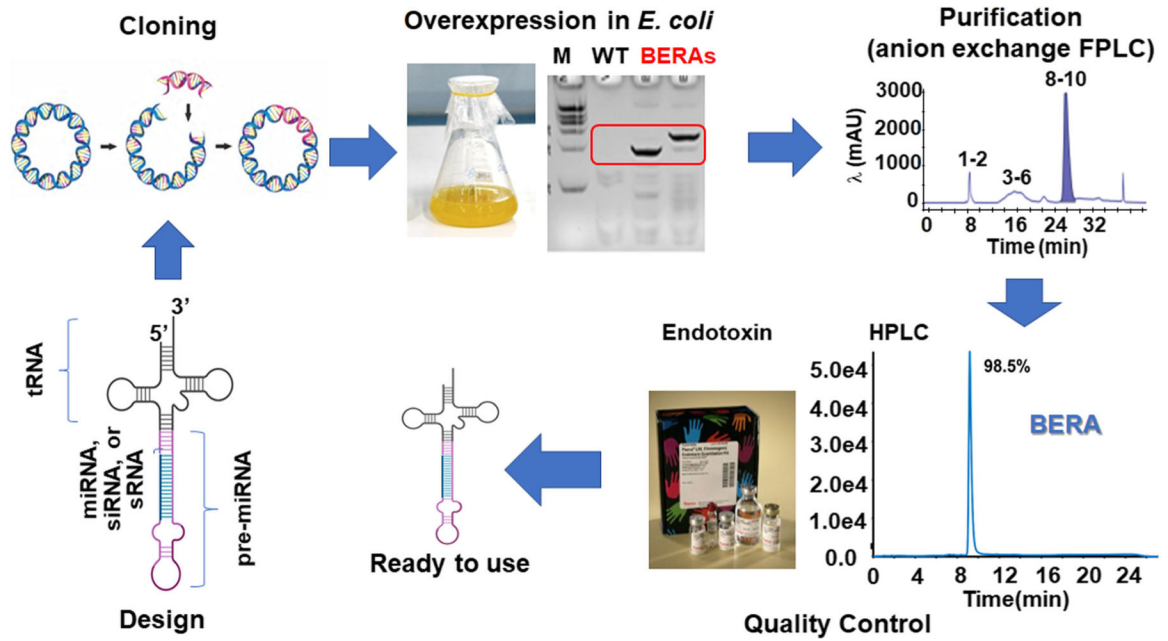 Cloning
Overexpression in E. coli
M WT BERAs
Purification
(anion exchange FPLC)
8-10
3000
2000
1000
0
λ (mAU)
1-2
3-6
0 8 16 24 32
Time (min)
3'
5'
tRNA
miRNA,
siRNA, or
sRNA
pre-miRNA
Design
Ready to use
Endotoxin
HPLC
98.5%
BERA
5.0e4
4.0e4
3.0e4
2.0e4
5.0e4
0.0
0 4 8 12 16 20 24
Time(min)
Quality Control